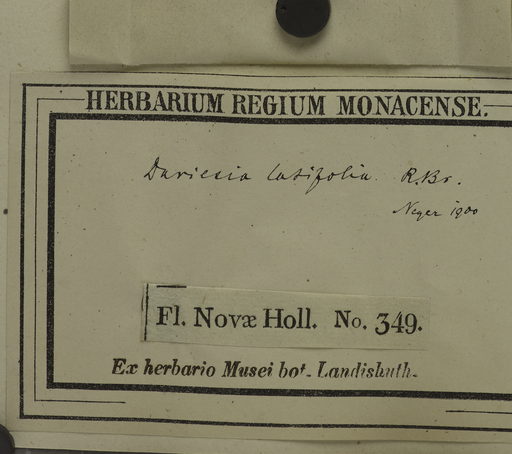 HERBARIUM REGIUM MONACENSE.
Daviesia latifolia. R.Br.
Neger 1900
Fl. Novæ Holl. No. 349.
Ex herbario Musei bot. Landishuth.